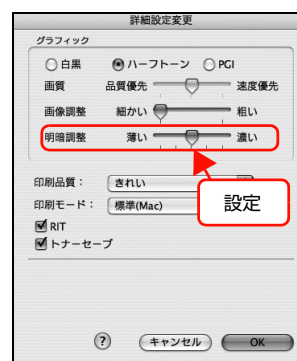 詳細設定変更
グラフィック
白黒 ハーフトーン PGI
画質 品質優先 速度優先
画像調整 細かい 粗い
明暗調整 薄い 濃い
印刷品質： きれい
印刷モード： 標準(Mac)
設定
RIT
トナーセーブ
? キャンセル OK